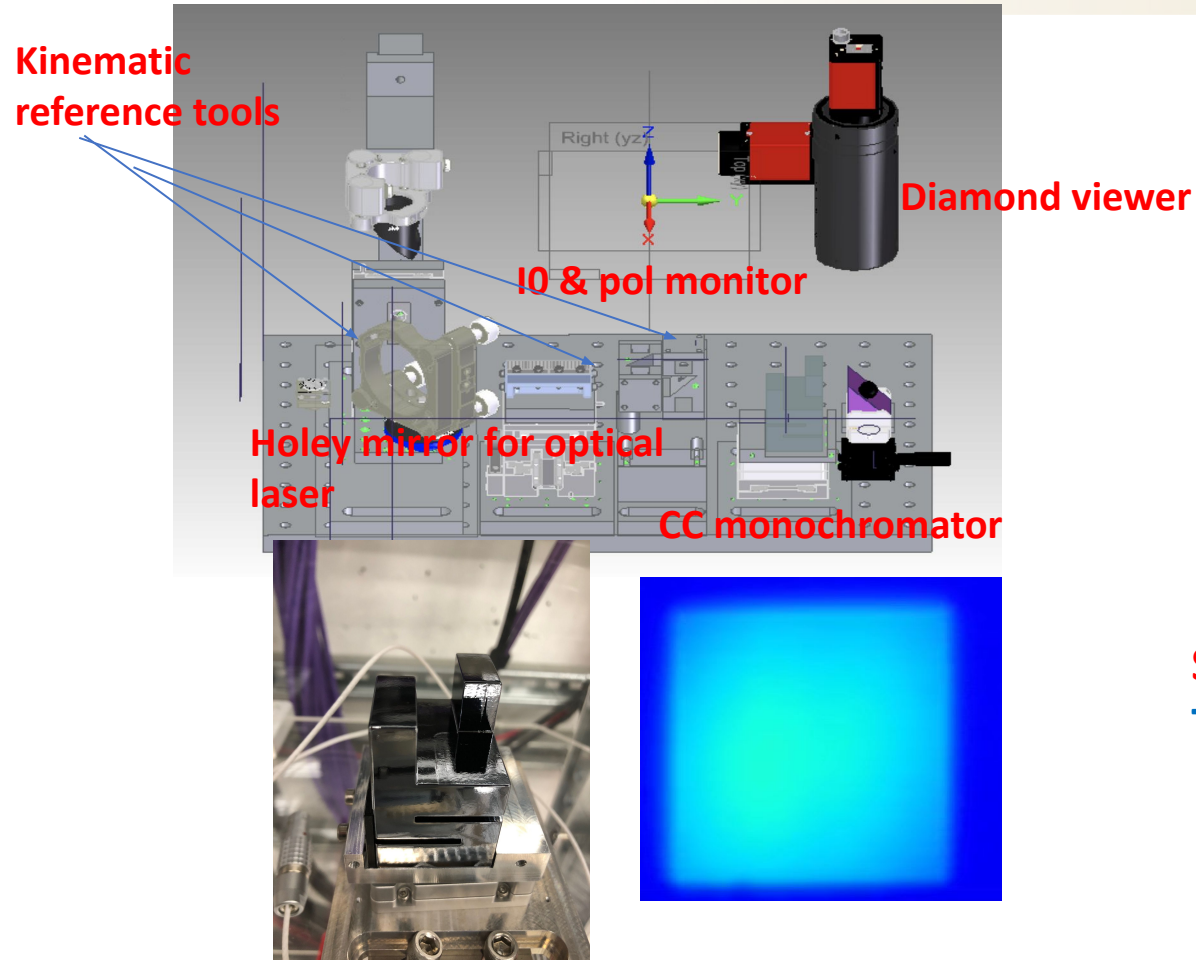 Kinematic
reference tools
Right (yz)
Z
Y
X
Diamond viewer
I0 & pol monitor
Holey mirror for optical
laser
CC monochromator
S